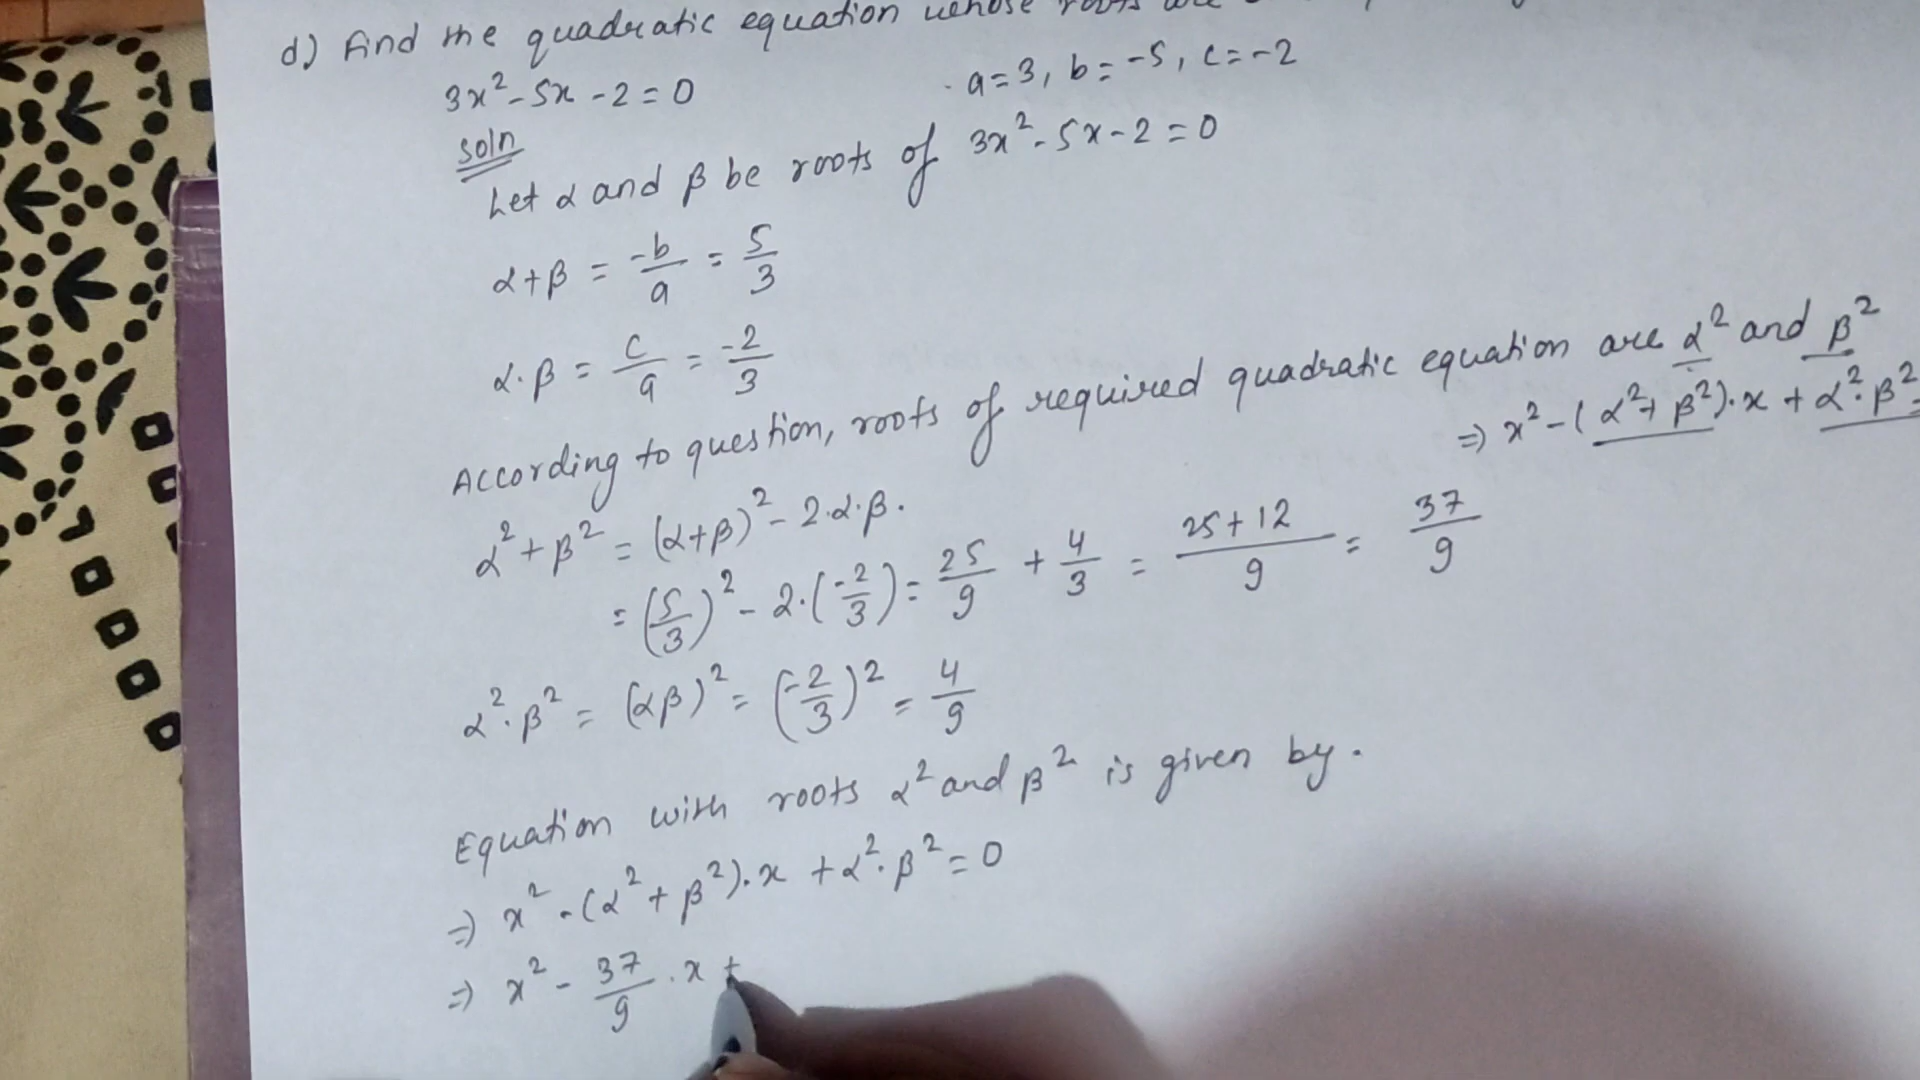 d) Find the quadratic equation whose roots are
3x² - 5x - 2 = 0
a = 3, b = -5, c = -2
soln
Let α and β be roots of 3x² - 5x - 2 = 0
α + β = -b/a = 5/3
α·β = c/a = -2/3
According to question, roots of required quadratic equation are α² and β²
⇒ x² - (α² + β²)·x + α²·β² =
α² + β² = (α+β)² - 2·α·β.
= (5/3)² - 2·(-2/3) = 25/9 + 4/3 = 25+12/9 = 37/9
α²·β² = (αβ)² = (-2/3)² = 4/9
Equation with roots α² and β² is given by.
⇒ x² - (α² + β²)·x + α²·β² = 0
⇒ x² - 37/9 ·x +